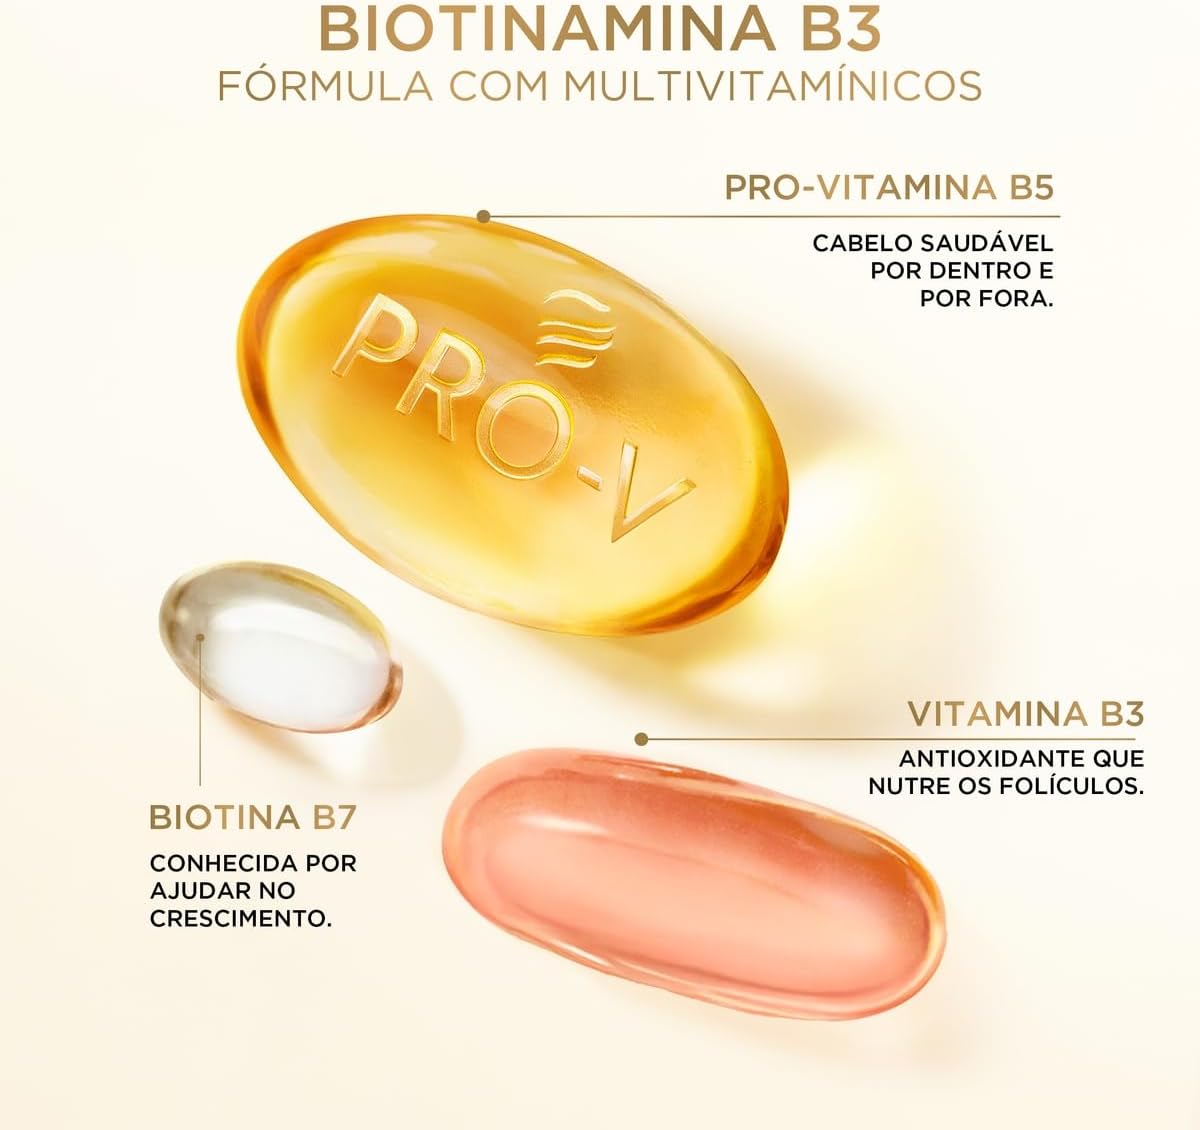 BIOTINAMINA B3
FÓRMULA COM MULTIVITAMÍNICOS
PRO-VITAMINA B5
CABELO SAUDÁVEL
POR DENTRO E
POR FORA.
PRO-V
VITAMINA B3
ANTIOXIDANTE QUE
NUTRE OS FOLÍCULOS.
BIOTINA B7
CONHECIDA POR
AJUDAR NO
CRESCIMENTO.